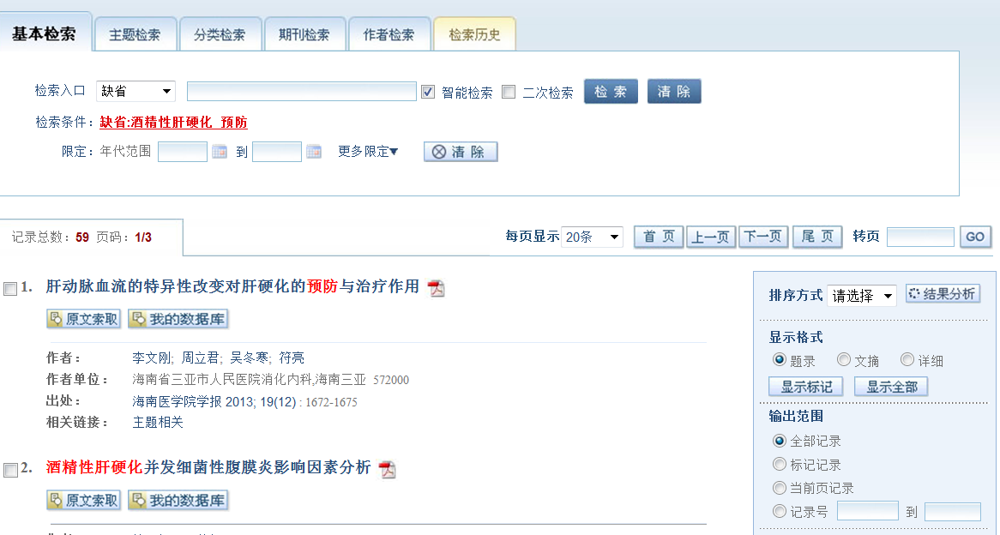 基本检索 主题检索 分类检索 期刊检索 作者检索 检索历史
检索入口 缺省 智能检索 二次检索 检 索 清 除
检索条件：缺省:酒精性肝硬化 预防
限定：年代范围 到 更多限定 清 除
记录总数：59 页码：1/3
每页显示 20条 首 页 上一页 下一页 尾 页 转页 GO
1. 肝动脉血流的特异性改变对肝硬化的预防与治疗作用
原文索取 我的数据库
作者： 李文刚; 周立君; 吴冬寒; 符亮
作者单位： 海南省三亚市人民医院消化内科,海南三亚 572000
出处： 海南医学院学报 2013; 19(12) : 1672-1675
相关链接： 主题相关
2. 酒精性肝硬化并发细菌性腹膜炎影响因素分析
原文索取 我的数据库
排序方式 请选择 结果分析
显示格式
题录 文摘 详细
显示标记 显示全部
输出范围
全部记录
标记记录
当前页记录
记录号 到